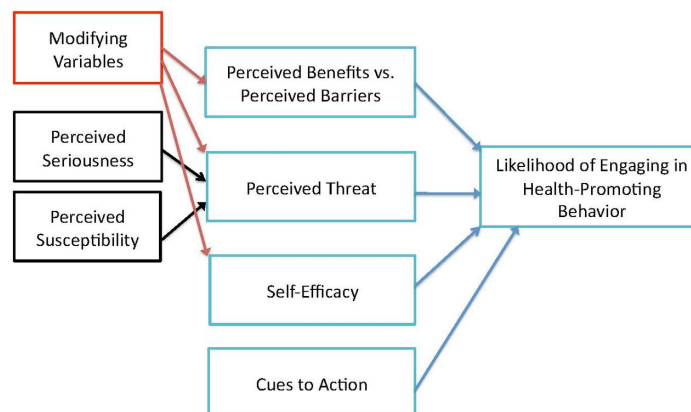 Modifying
Variables
Perceived Benefits vs.
Perceived Barriers
Perceived
Seriousness
Perceived Threat
Likelihood of Engaging in
Health-Promoting
Behavior
Perceived
Susceptibility
Self-Efficacy
Cues to Action